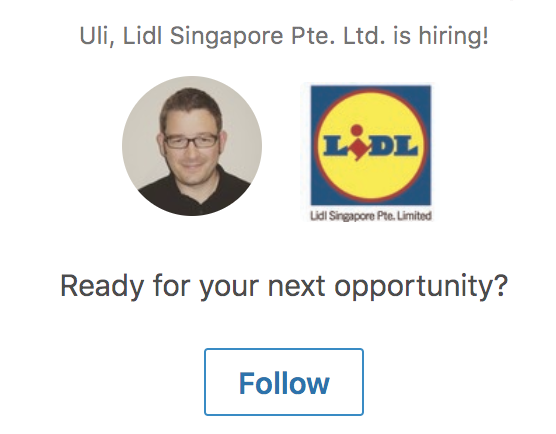 Uli, Lidl Singapore Pte. Ltd. is hiring!
LiDL
Lidl Singapore Pte. Limited
Ready for your next opportunity?
Follow